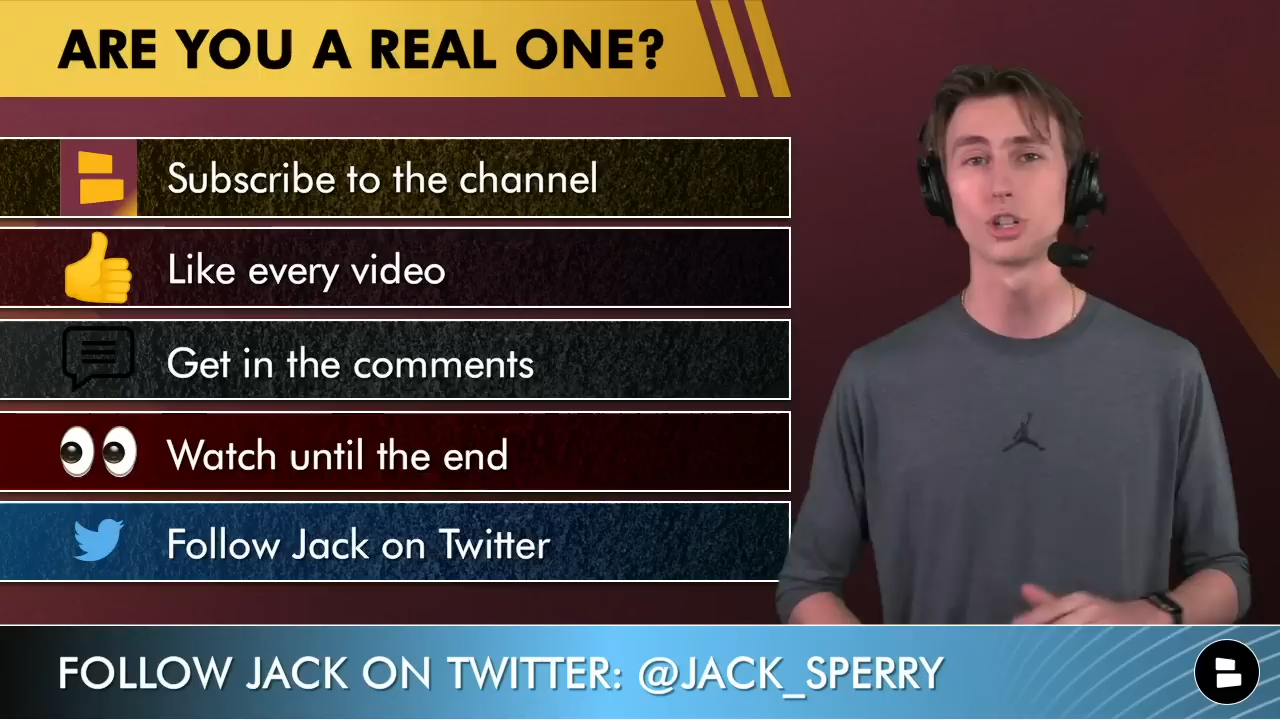 ARE YOU A REAL ONE?
Subscribe to the channel
Like every video
Get in the comments
Watch until the end
Follow Jack on Twitter
FOLLOW JACK ON TWITTER: @JACK_SPERRY